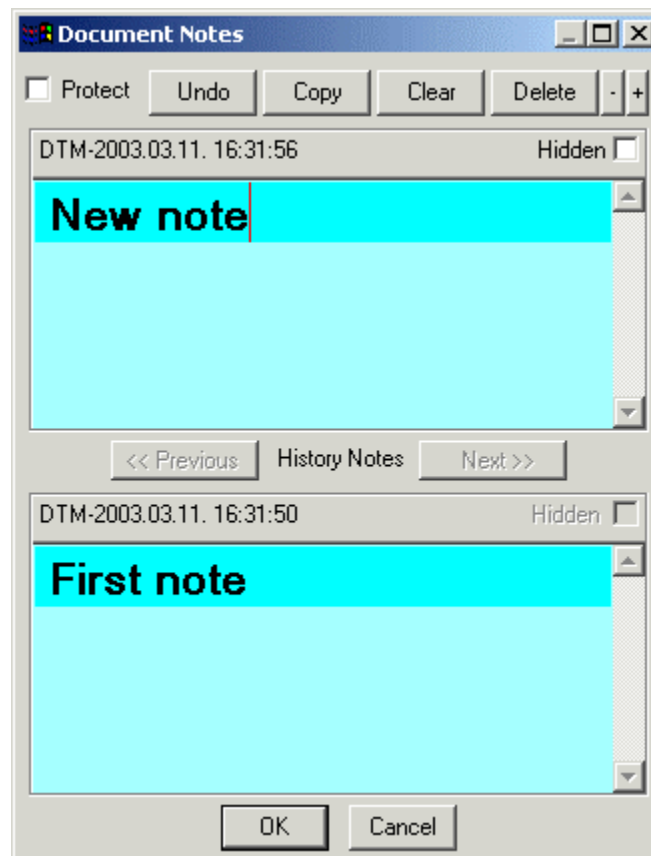 Document Notes
Protect Undo Copy Clear Delete - +
DTM-2003.03.11. 16:31:56 Hidden
New note
<< Previous History Notes Next >>
DTM-2003.03.11. 16:31:50 Hidden
First note
OK Cancel